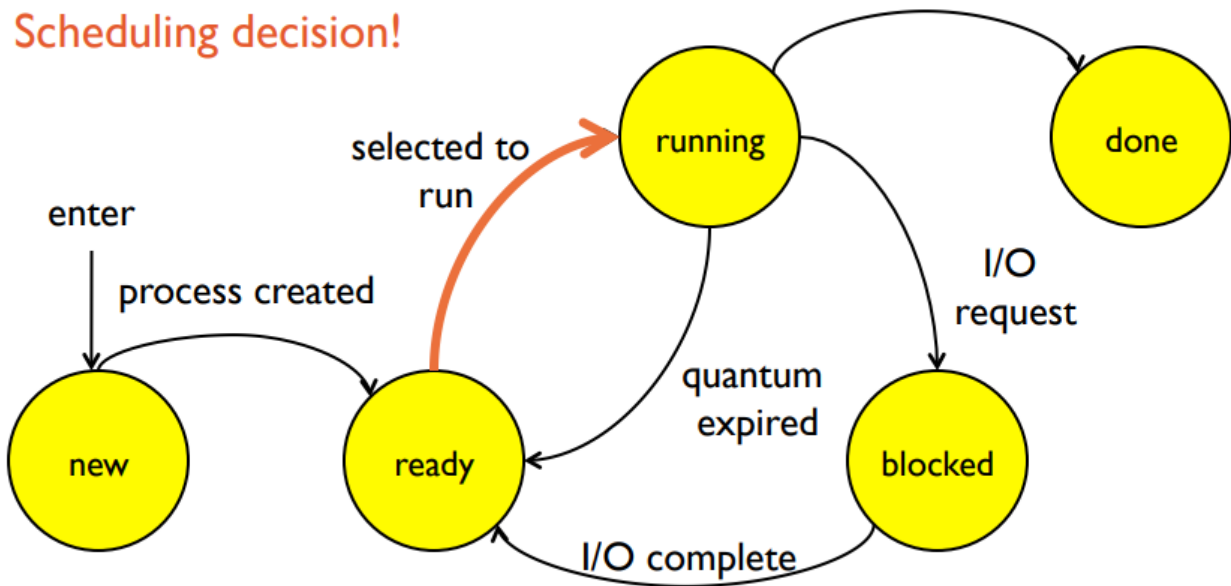 Scheduling decision!
running
done
selected to
run
enter
process created
I/O
request
quantum
expired
new
ready
blocked
I/O complete